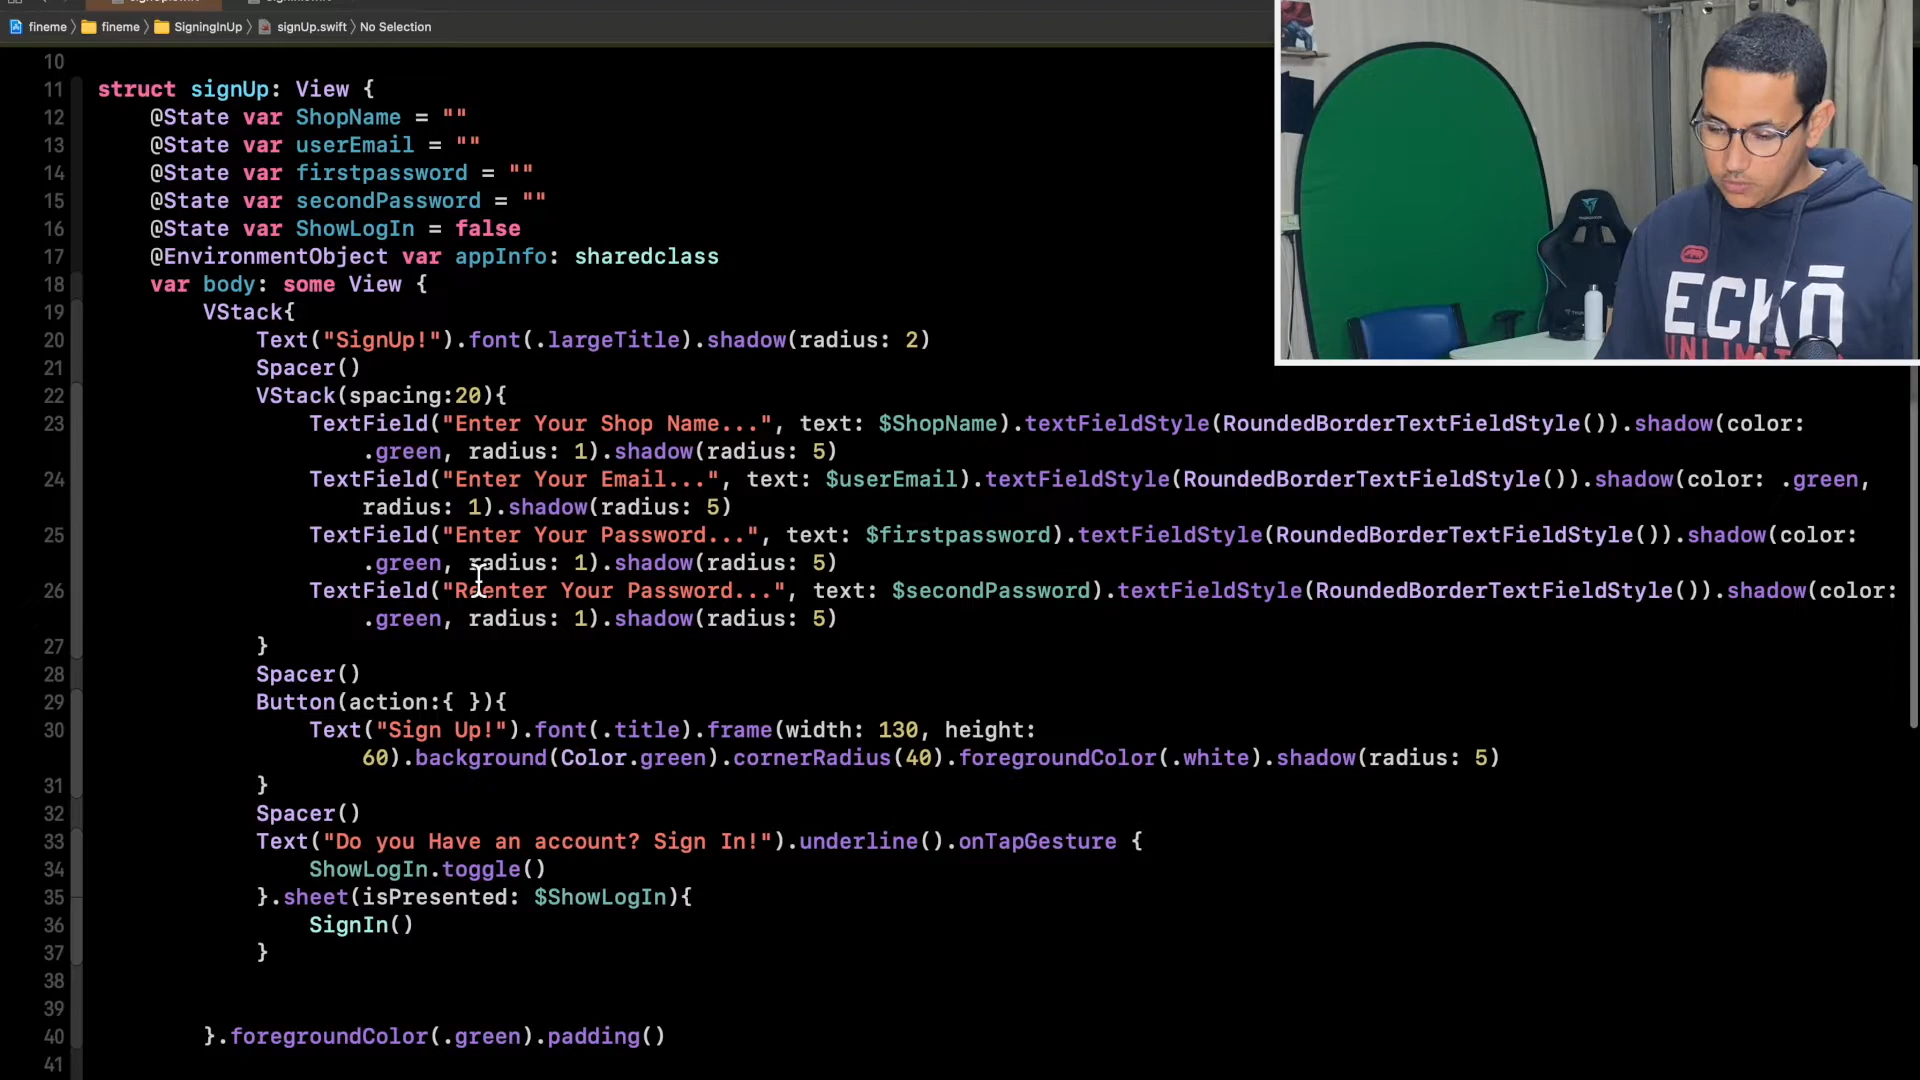 fineme 〉 fineme 〉 SigningInUp 〉 signUp.swift 〉 No Selection
10
11 struct signUp: View {
12 @State var ShopName = ""
13 @State var userEmail = ""
14 @State var firstpassword = ""
15 @State var secondPassword = ""
16 @State var ShowLogIn = false
17 @EnvironmentObject var appInfo: sharedclass
18 var body: some View {
19 VStack{
20 Text("SignUp!").font(.largeTitle).shadow(radius: 2)
21 Spacer()
22 VStack(spacing:20){
23 TextField("Enter Your Shop Name...", text: $ShopName).textFieldStyle(RoundedBorderTextFieldStyle()).shadow(color:
.green, radius: 1).shadow(radius: 5)
24 TextField("Enter Your Email...", text: $userEmail).textFieldStyle(RoundedBorderTextFieldStyle()).shadow(color: .green,
radius: 1).shadow(radius: 5)
25 TextField("Enter Your Password...", text: $firstpassword).textFieldStyle(RoundedBorderTextFieldStyle()).shadow(color:
.green, radius: 1).shadow(radius: 5)
26 TextField("Reenter Your Password...", text: $secondPassword).textFieldStyle(RoundedBorderTextFieldStyle()).shadow(color:
.green, radius: 1).shadow(radius: 5)
27 }
28 Spacer()
29 Button(action:{ }){
30 Text("Sign Up!").font(.title).frame(width: 130, height:
60).background(Color.green).cornerRadius(40).foregroundColor(.white).shadow(radius: 5)
31 }
32 Spacer()
33 Text("Do you Have an account? Sign In!").underline().onTapGesture {
34 ShowLogIn.toggle()
35 }.sheet(isPresented: $ShowLogIn){
36 SignIn()
37 }
38
39
40 }.foregroundColor(.green).padding()
41
ECKŌ
UNLIMITED